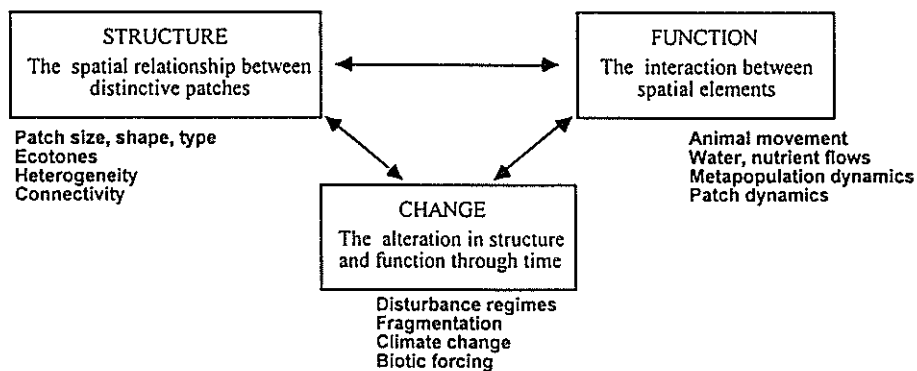 STRUCTURE
The spatial relationship between
distinctive patches
Patch size, shape, type
Ecotones
Heterogeneity
Connectivity
FUNCTION
The interaction between
spatial elements
Animal movement
Water, nutrient flows
Metapopulation dynamics
Patch dynamics
CHANGE
The alteration in structure
and function through time
Disturbance regimes
Fragmentation
Climate change
Biotic forcing